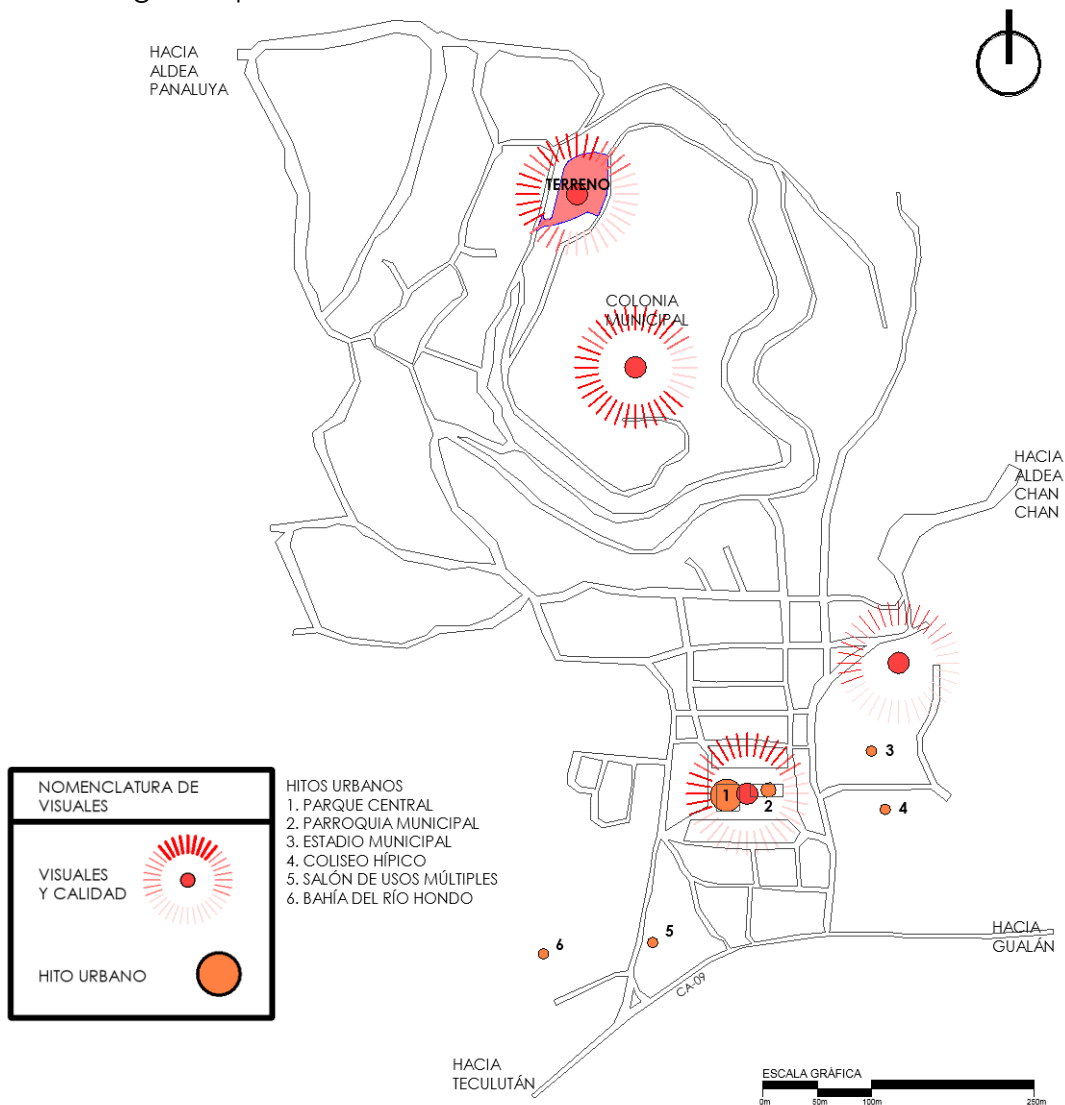 HACIA
ALDEA
PANALUYA
TERRENO
COLONIA
MUNICIPAL
HACIA
ALDEA
CHAN
CHAN
3
4
1
2
NOMENCLATURA DE
VISUALES
VISUALES
Y CALIDAD
HITO URBANO
HITOS URBANOS
1. PARQUE CENTRAL
2. PARROQUIA MUNICIPAL
3. ESTADIO MUNICIPAL
4. COLISEO HÍPICO
5. SALÓN DE USOS MÚLTIPLES
6. BAHÍA DEL RÍO HONDO
5
6
HACIA
GUALÁN
CA-09
HACIA
TECULUTÁN
ESCALA GRÁFICA
0m 50m 100m 250m